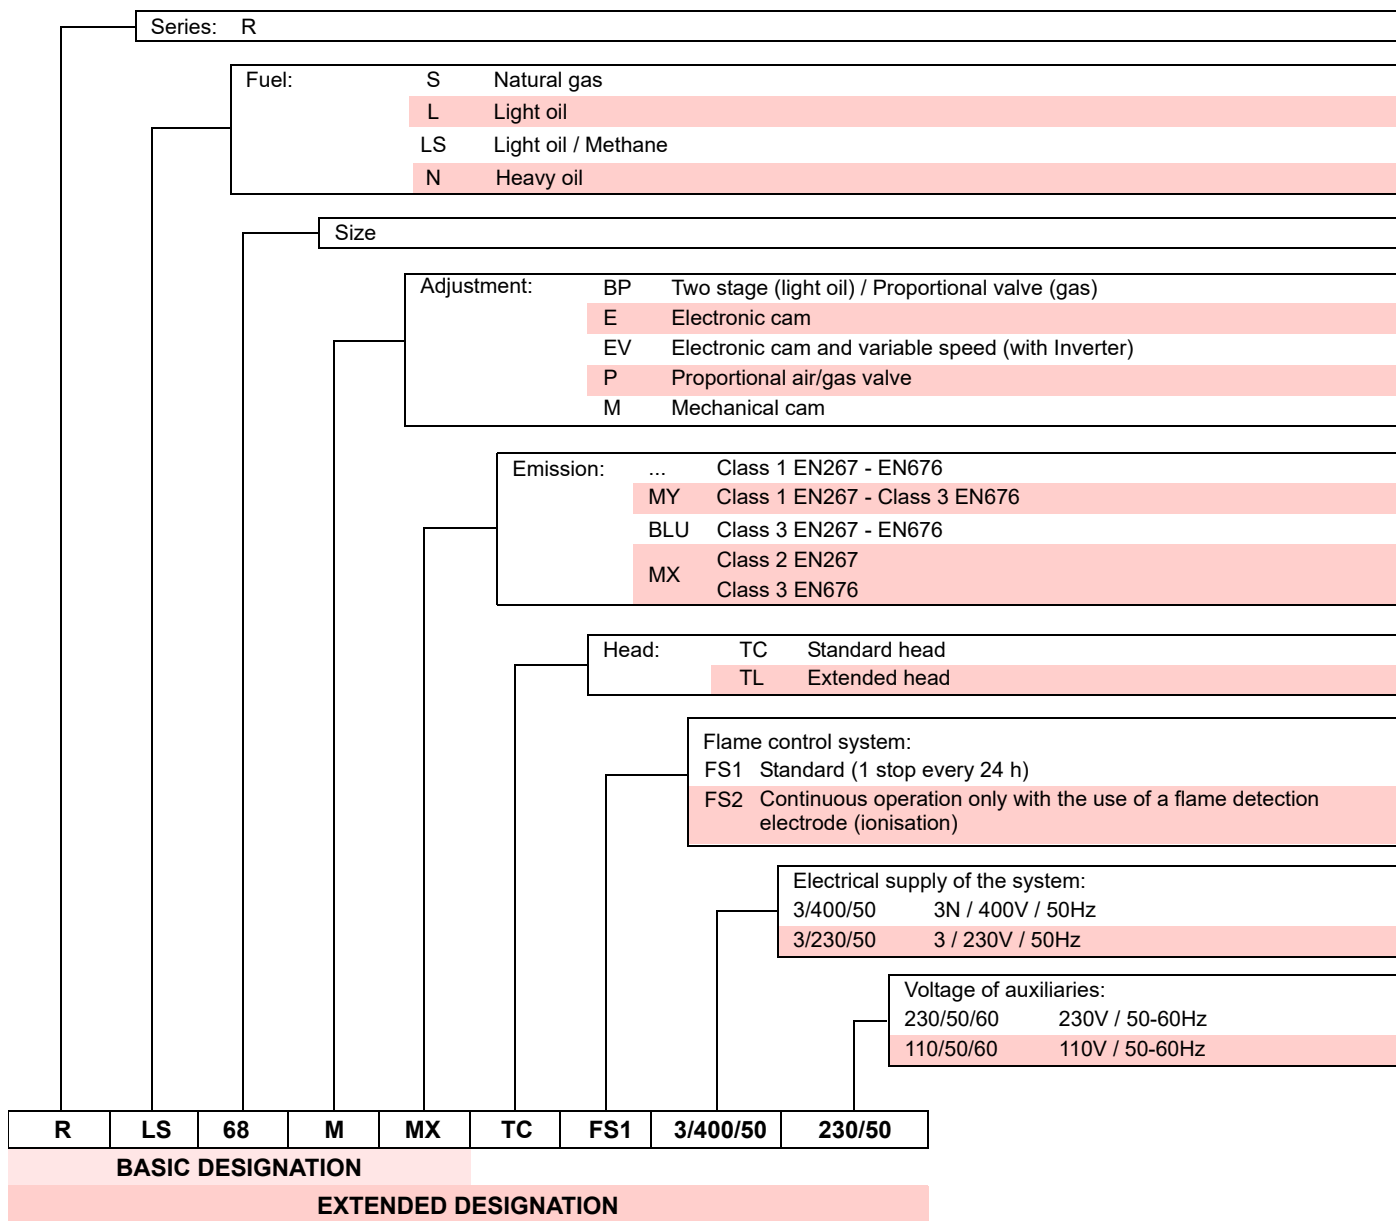 Series: R
Fuel: S Natural gas
L Light oil
LS Light oil / Methane
N Heavy oil
Size
Adjustment: BP Two stage (light oil) / Proportional valve (gas)
E Electronic cam
EV Electronic cam and variable speed (with Inverter)
P Proportional air/gas valve
M Mechanical cam
Emission: ... Class 1 EN267 - EN676
MY Class 1 EN267 - Class 3 EN676
BLU Class 3 EN267 - EN676
MX Class 2 EN267
Class 3 EN676
Head: TC Standard head
TL Extended head
Flame control system:
FS1 Standard (1 stop every 24 h)
FS2 Continuous operation only with the use of a flame detection
electrode (ionisation)
Electrical supply of the system:
3/400/50 3N / 400V / 50Hz
3/230/50 3 / 230V / 50Hz
Voltage of auxiliaries:
230/50/60 230V / 50-60Hz
110/50/60 110V / 50-60Hz
R LS 68 M MX TC FS1 3/400/50 230/50
BASIC DESIGNATION
EXTENDED DESIGNATION